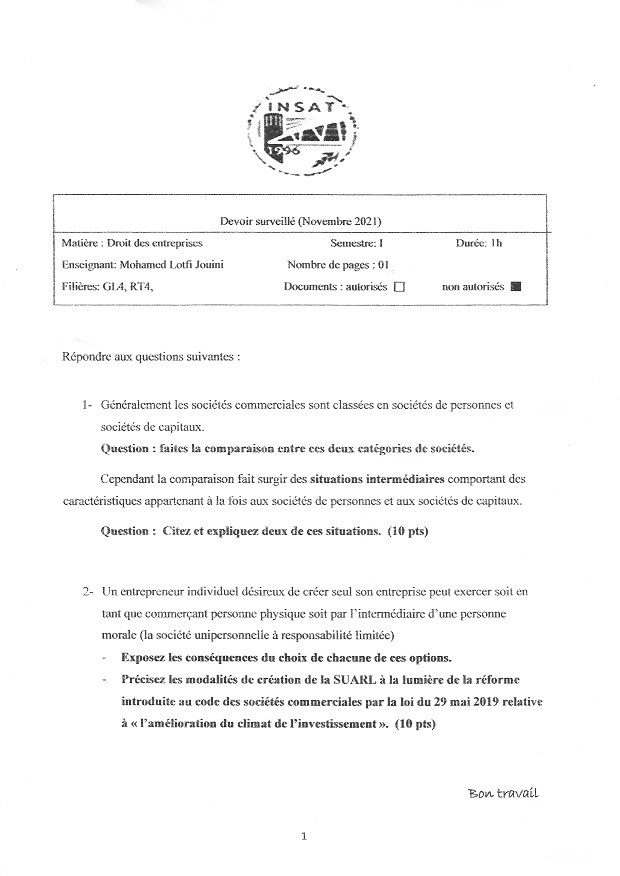 INSAT
1996
Devoir surveillé (Novembre 2021)
Matière : Droit des entreprises Semestre: I Durée: 1h
Enseignant: Mohamed Lotfi Jouini Nombre de pages : 01
Filières: GL4, RT4, Documents : autorisés ☐ non autorisés ■
Répondre aux questions suivantes :
1- Généralement les sociétés commerciales sont classées en sociétés de personnes et
sociétés de capitaux.
Question : faites la comparaison entre ces deux catégories de sociétés.
Cependant la comparaison fait surgir des situations intermédiaires comportant des
caractéristiques appartenant à la fois aux sociétés de personnes et aux sociétés de capitaux.
Question : Citez et expliquez deux de ces situations. (10 pts)
2- Un entrepreneur individuel désireux de créer seul son entreprise peut exercer soit en
tant que commerçant personne physique soit par l'intermédiaire d'une personne
morale (la société unipersonnelle à responsabilité limitée)
- Exposez les conséquences du choix de chacune de ces options.
- Précisez les modalités de création de la SUARL à la lumière de la réforme
introduite au code des sociétés commerciales par la loi du 29 mai 2019 relative
à « l'amélioration du climat de l'investissement ». (10 pts)
Bon travail
1